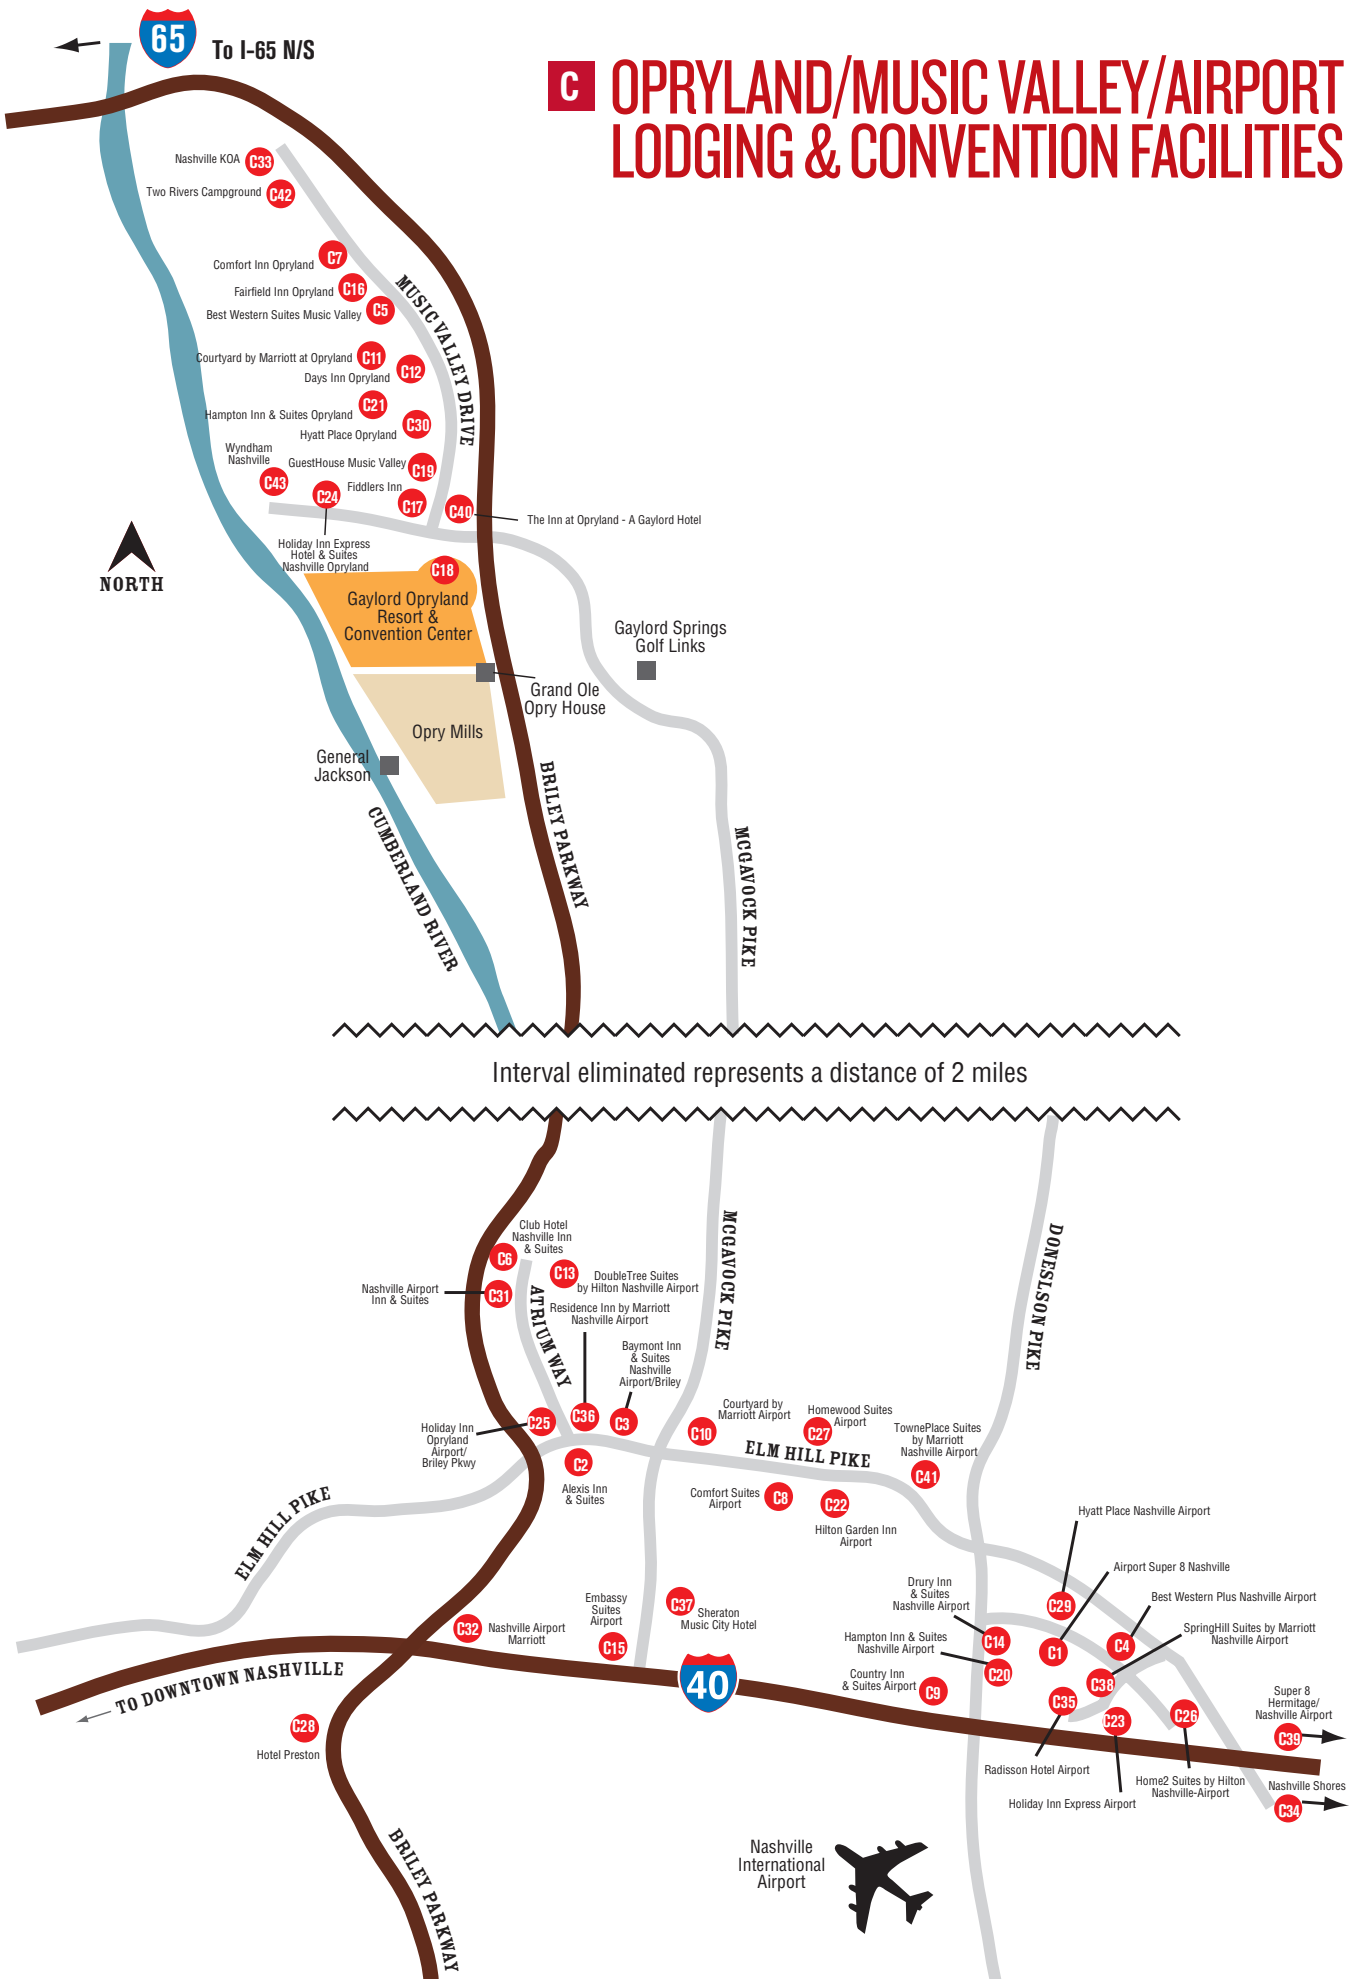 65
To I-65 N/S
C
OPRYLAND/MUSIC VALLEY/AIRPORT
LODGING & CONVENTION FACILITIES
Nashville KOA
C33
Two Rivers Campground
C42
C7
Comfort Inn Opryland
Fairfield Inn Opryland
C16
Best Western Suites Music Valley
C5
MUSIC VALLEY DRIVE
Courtyard by Marriott at Opryland
C11
Days Inn Opryland
C12
Hampton Inn & Suites Opryland
C21
Hyatt Place Opryland
C30
Wyndham
Nashville
C43
GuestHouse Music Valley
C19
Fiddlers Inn
C17
C24
C40
The Inn at Opryland - A Gaylord Hotel
Holiday Inn Express
Hotel & Suites
Nashville Opryland
NORTH
C18
Gaylord Opryland
Resort &
Convention Center
Gaylord Springs
Golf Links
Grand Ole
Opry House
Opry Mills
General
Jackson
BRILEY PARKWAY
CUMBERLAND RIVER
MCGAVOCK PIKE
Interval eliminated represents a distance of 2 miles
Club Hotel
Nashville Inn
& Suites
C6
C13
DoubleTree Suites
by Hilton Nashville Airport
Nashville Airport
Inn & Suites
C31
ATRIUM WAY
Residence Inn by Marriott
Nashville Airport
MCGAVOCK PIKE
DONESLSON PIKE
Baymont Inn
& Suites
Nashville
Airport/Briley
Holiday Inn
Opryland
Airport/
Briley Pkwy
C25
C36
C3
Courtyard by
Marriott Airport
C10
Homewood Suites
Airport
C27
TownePlace Suites
by Marriott
Nashville Airport
C41
ELM HILL PIKE
C2
Alexis Inn
& Suites
Comfort Suites
Airport
C8
C22
Hilton Garden Inn
Airport
ELM HILL PIKE
Hyatt Place Nashville Airport
Airport Super 8 Nashville
Best Western Plus Nashville Airport
SpringHill Suites by Marriott
Nashville Airport
Drury Inn
& Suites
Nashville Airport
Hampton Inn & Suites
Nashville Airport
Country Inn
& Suites Airport
C29
C14
C1
C4
C20
C38
C9
C35
C23
C26
C32
Nashville Airport
Marriott
Embassy
Suites
Airport
C15
C37
Sheraton
Music City Hotel
40
TO DOWNTOWN NASHVILLE
C28
Hotel Preston
Super 8
Hermitage/
Nashville Airport
C39
Radisson Hotel Airport
Home2 Suites by Hilton
Nashville-Airport
Holiday Inn Express Airport
Nashville Shores
C34
Nashville
International
Airport
BRILEY PARKWAY